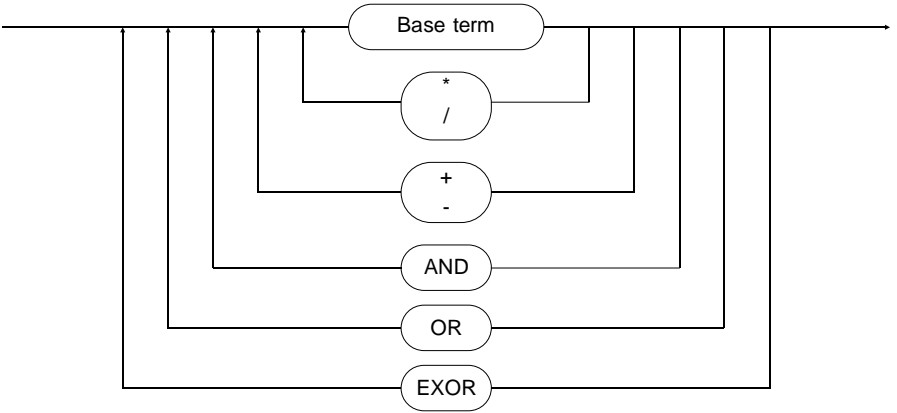 Base term
*
/
+
-
AND
OR
EXOR